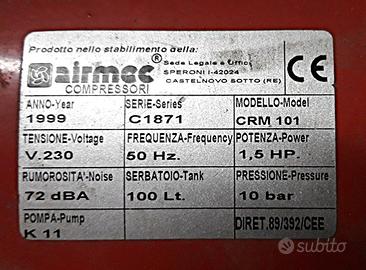 Prodotto nello stabilimento della:
airmec ®
COMPRESSORI
Sede Legale e Uffici
SPERONI I-42024
CASTELNOVO SOTTO (RE)
CE
ANNO-Year SERIE-Series MODELLO-Model
1999 C1871 CRM 101
TENSIONE-Voltage FREQUENZA-Frequency POTENZA-Power
V.230 50 Hz. 1,5 HP.
RUMOROSITA'-Noise SERBATOIO-Tank PRESSIONE-Pressure
72 dBA 100 Lt. 10 bar
POMPA-Pump
K 11
DIRET.89/392/CEE
subito